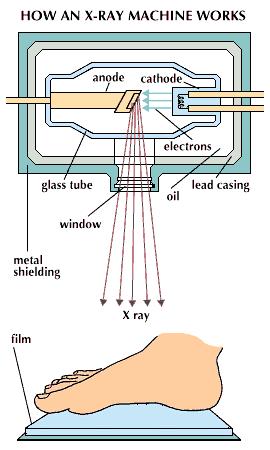 HOW AN X-RAY MACHINE WORKS
anode
cathode
electrons
glass tube
lead casing
oil
window
metal
shielding
X ray
film